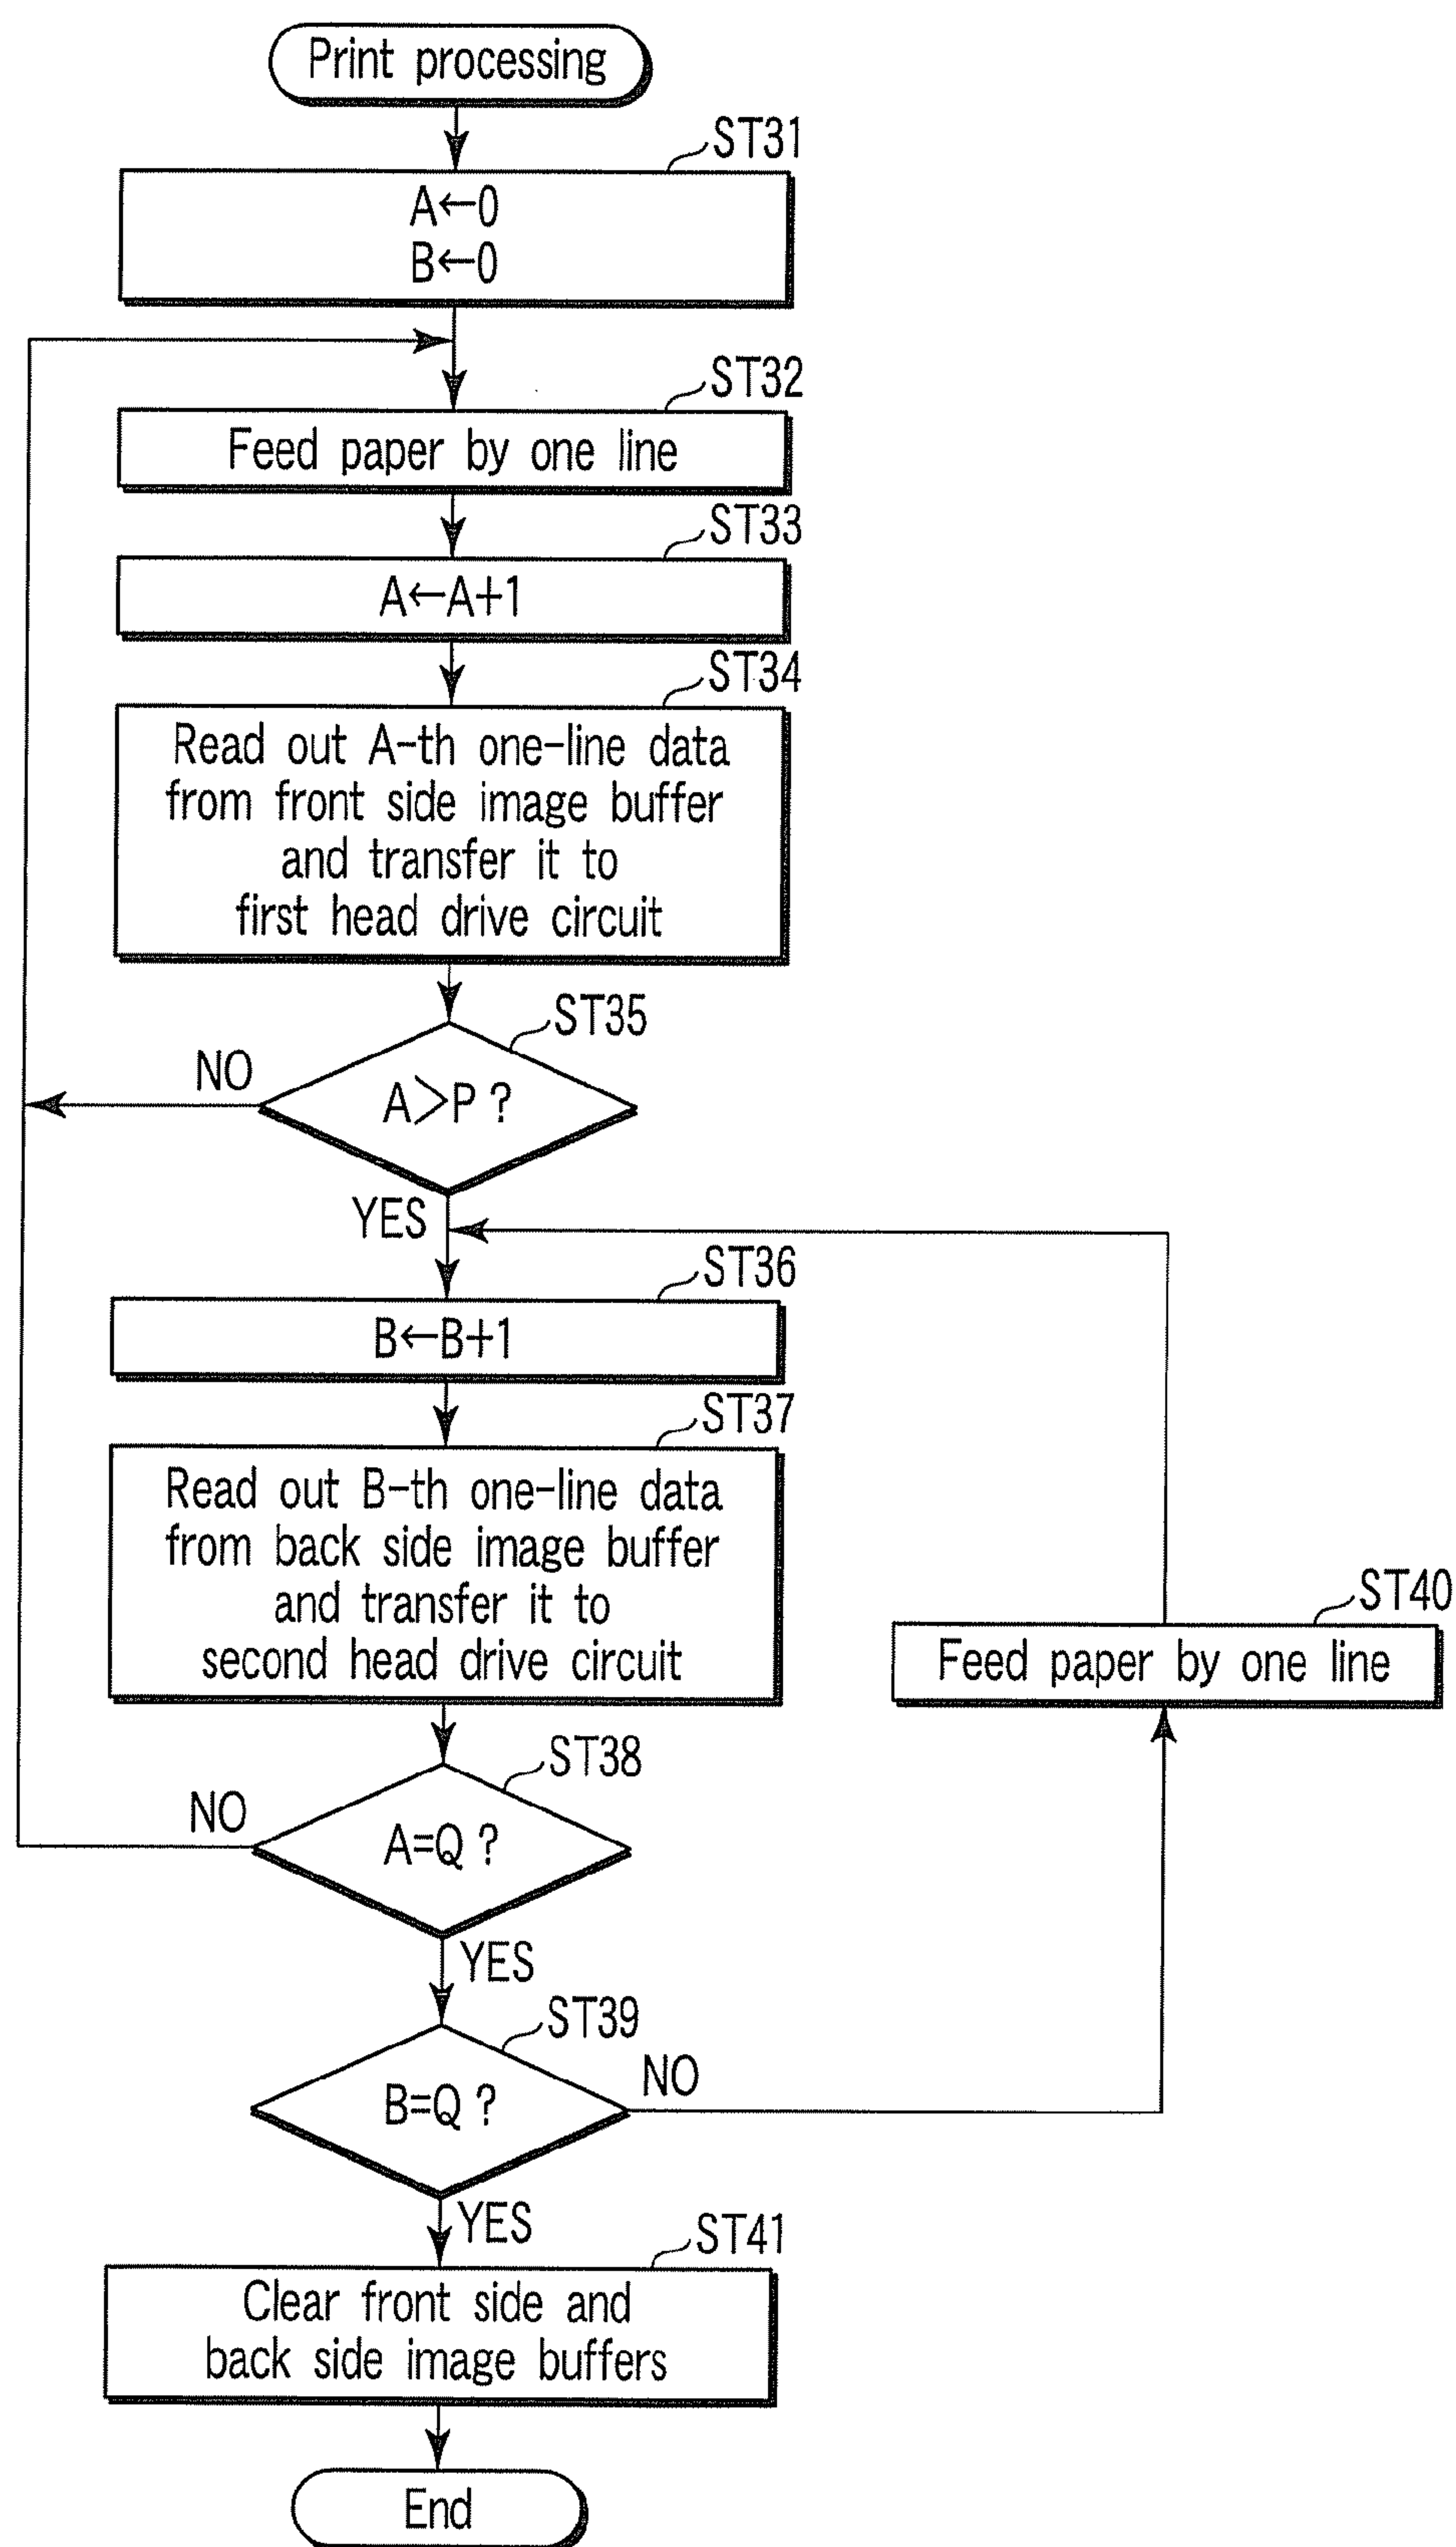 Print processing
ST31
A←0
B←0
ST32
Feed paper by one line
ST33
A←A+1
ST34
Read out A-th one-line data
from front side image buffer
and transfer it to
first head drive circuit
ST35
NO
A>P ?
YES
ST36
B←B+1
ST37
Read out B-th one-line data
from back side image buffer
and transfer it to
second head drive circuit
ST40
Feed paper by one line
ST38
NO
A=Q ?
YES
ST39
B=Q ?
NO
YES
ST41
Clear front side and
back side image buffers
End